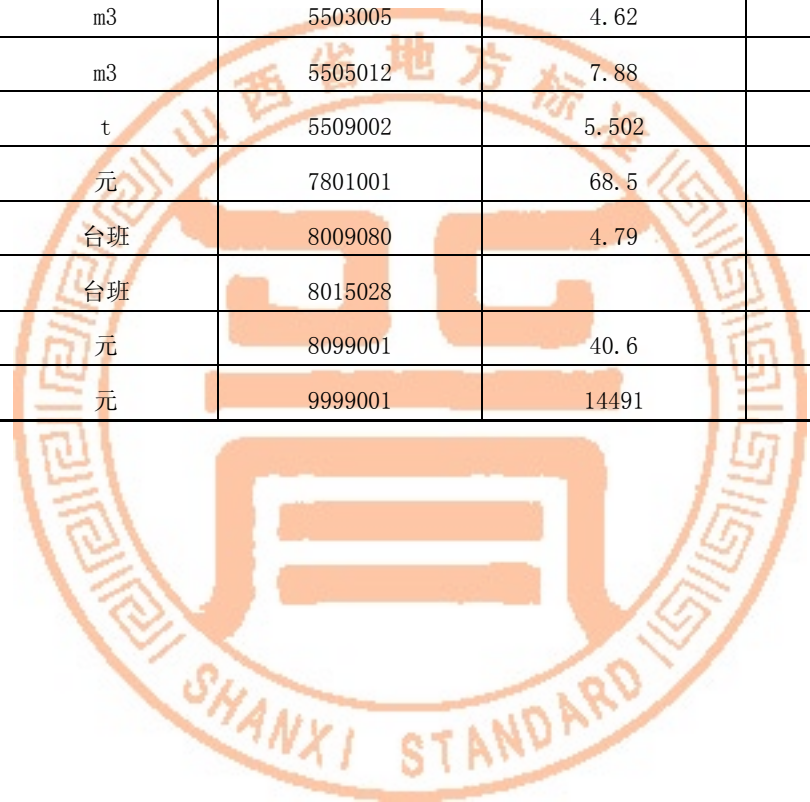 m3 5503005 4.62
m3 5505012 7.88
t 5509002 5.502
元 7801001 68.5
台班 8009080 4.79
台班 8015028
元 8099001 40.6
元 9999001 14491
山西省地方标准
SHANXI STANDARD